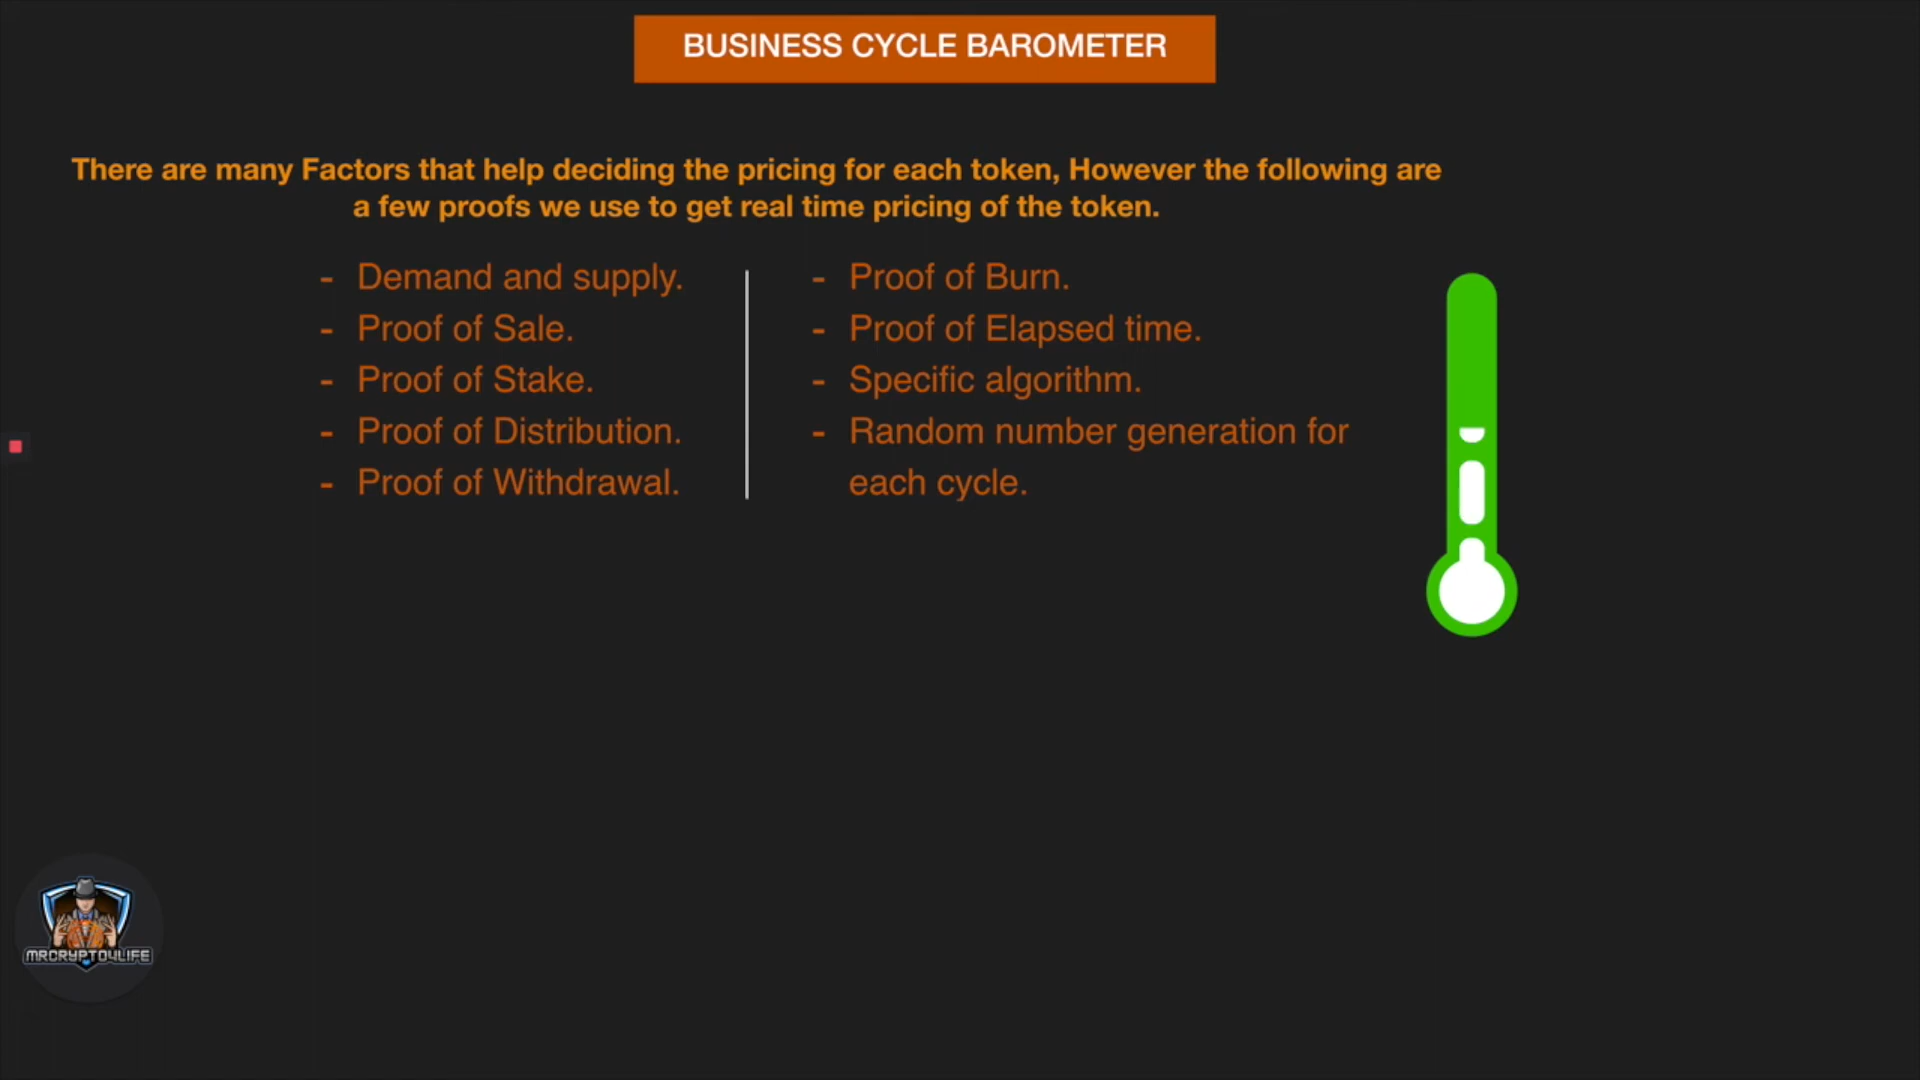 BUSINESS CYCLE BAROMETER
There are many Factors that help deciding the pricing for each token, However the following are
a few proofs we use to get real time pricing of the token.
- Demand and supply.
- Proof of Sale.
- Proof of Stake.
- Proof of Distribution.
- Proof of Withdrawal.
- Proof of Burn.
- Proof of Elapsed time.
- Specific algorithm.
- Random number generation for
each cycle.
MRCRYPTO4LIFE